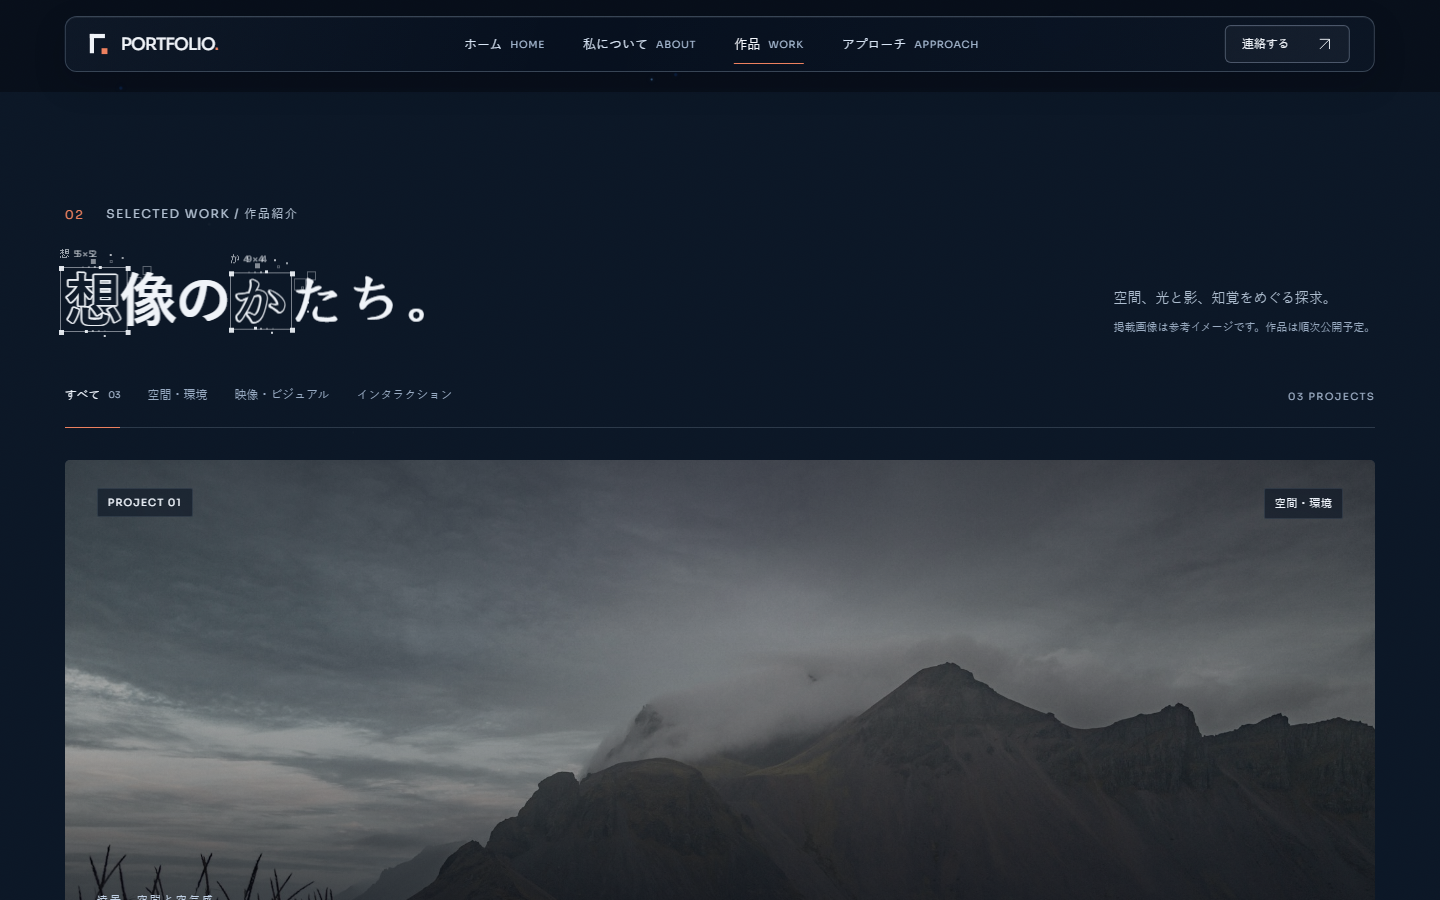 PORTFOLIO.
ホーム HOME
私について ABOUT
作品 WORK
アプローチ APPROACH
連絡する
02 SELECTED WORK / 作品紹介
想
か
想像のかたち。
空間、光と影、知覚をめぐる探求。
掲載画像は参考イメージです。作品は順次公開予定。
すべて 03
空間・環境
映像・ビジュアル
インタラクション
03 PROJECTS
PROJECT 01
空間・環境